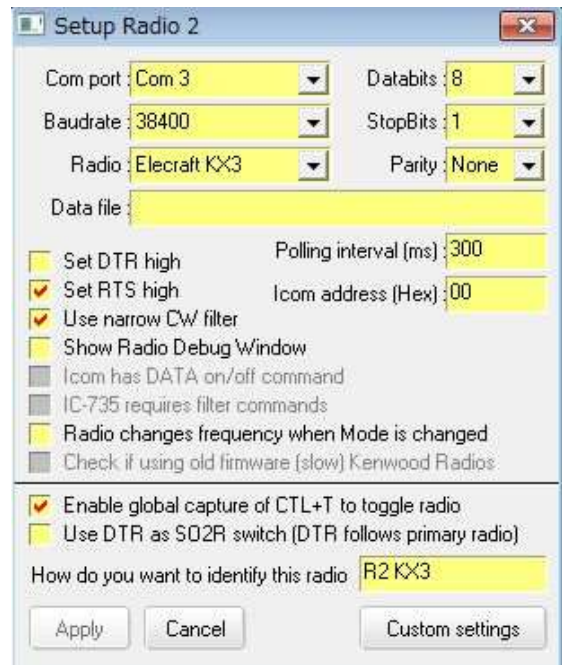 Setup Radio 2
Com port : Com 3 Databits : 8
Baudrate : 38400 StopBits : 1
Radio : Elecraft KX3 Parity : None
Data file :
Set DTR high Polling interval (ms) : 300
Set RTS high Icom address (Hex) : 00
Use narrow CW filter
Show Radio Debug Window
Icom has DATA on/off command
IC-735 requires filter commands
Radio changes frequency when Mode is changed
Check if using old firmware (slow) Kenwood Radios
Enable global capture of CTL+T to toggle radio
Use DTR as SO2R switch (DTR follows primary radio)
How do you want to identify this radio R2 KX3
Apply Cancel Custom settings